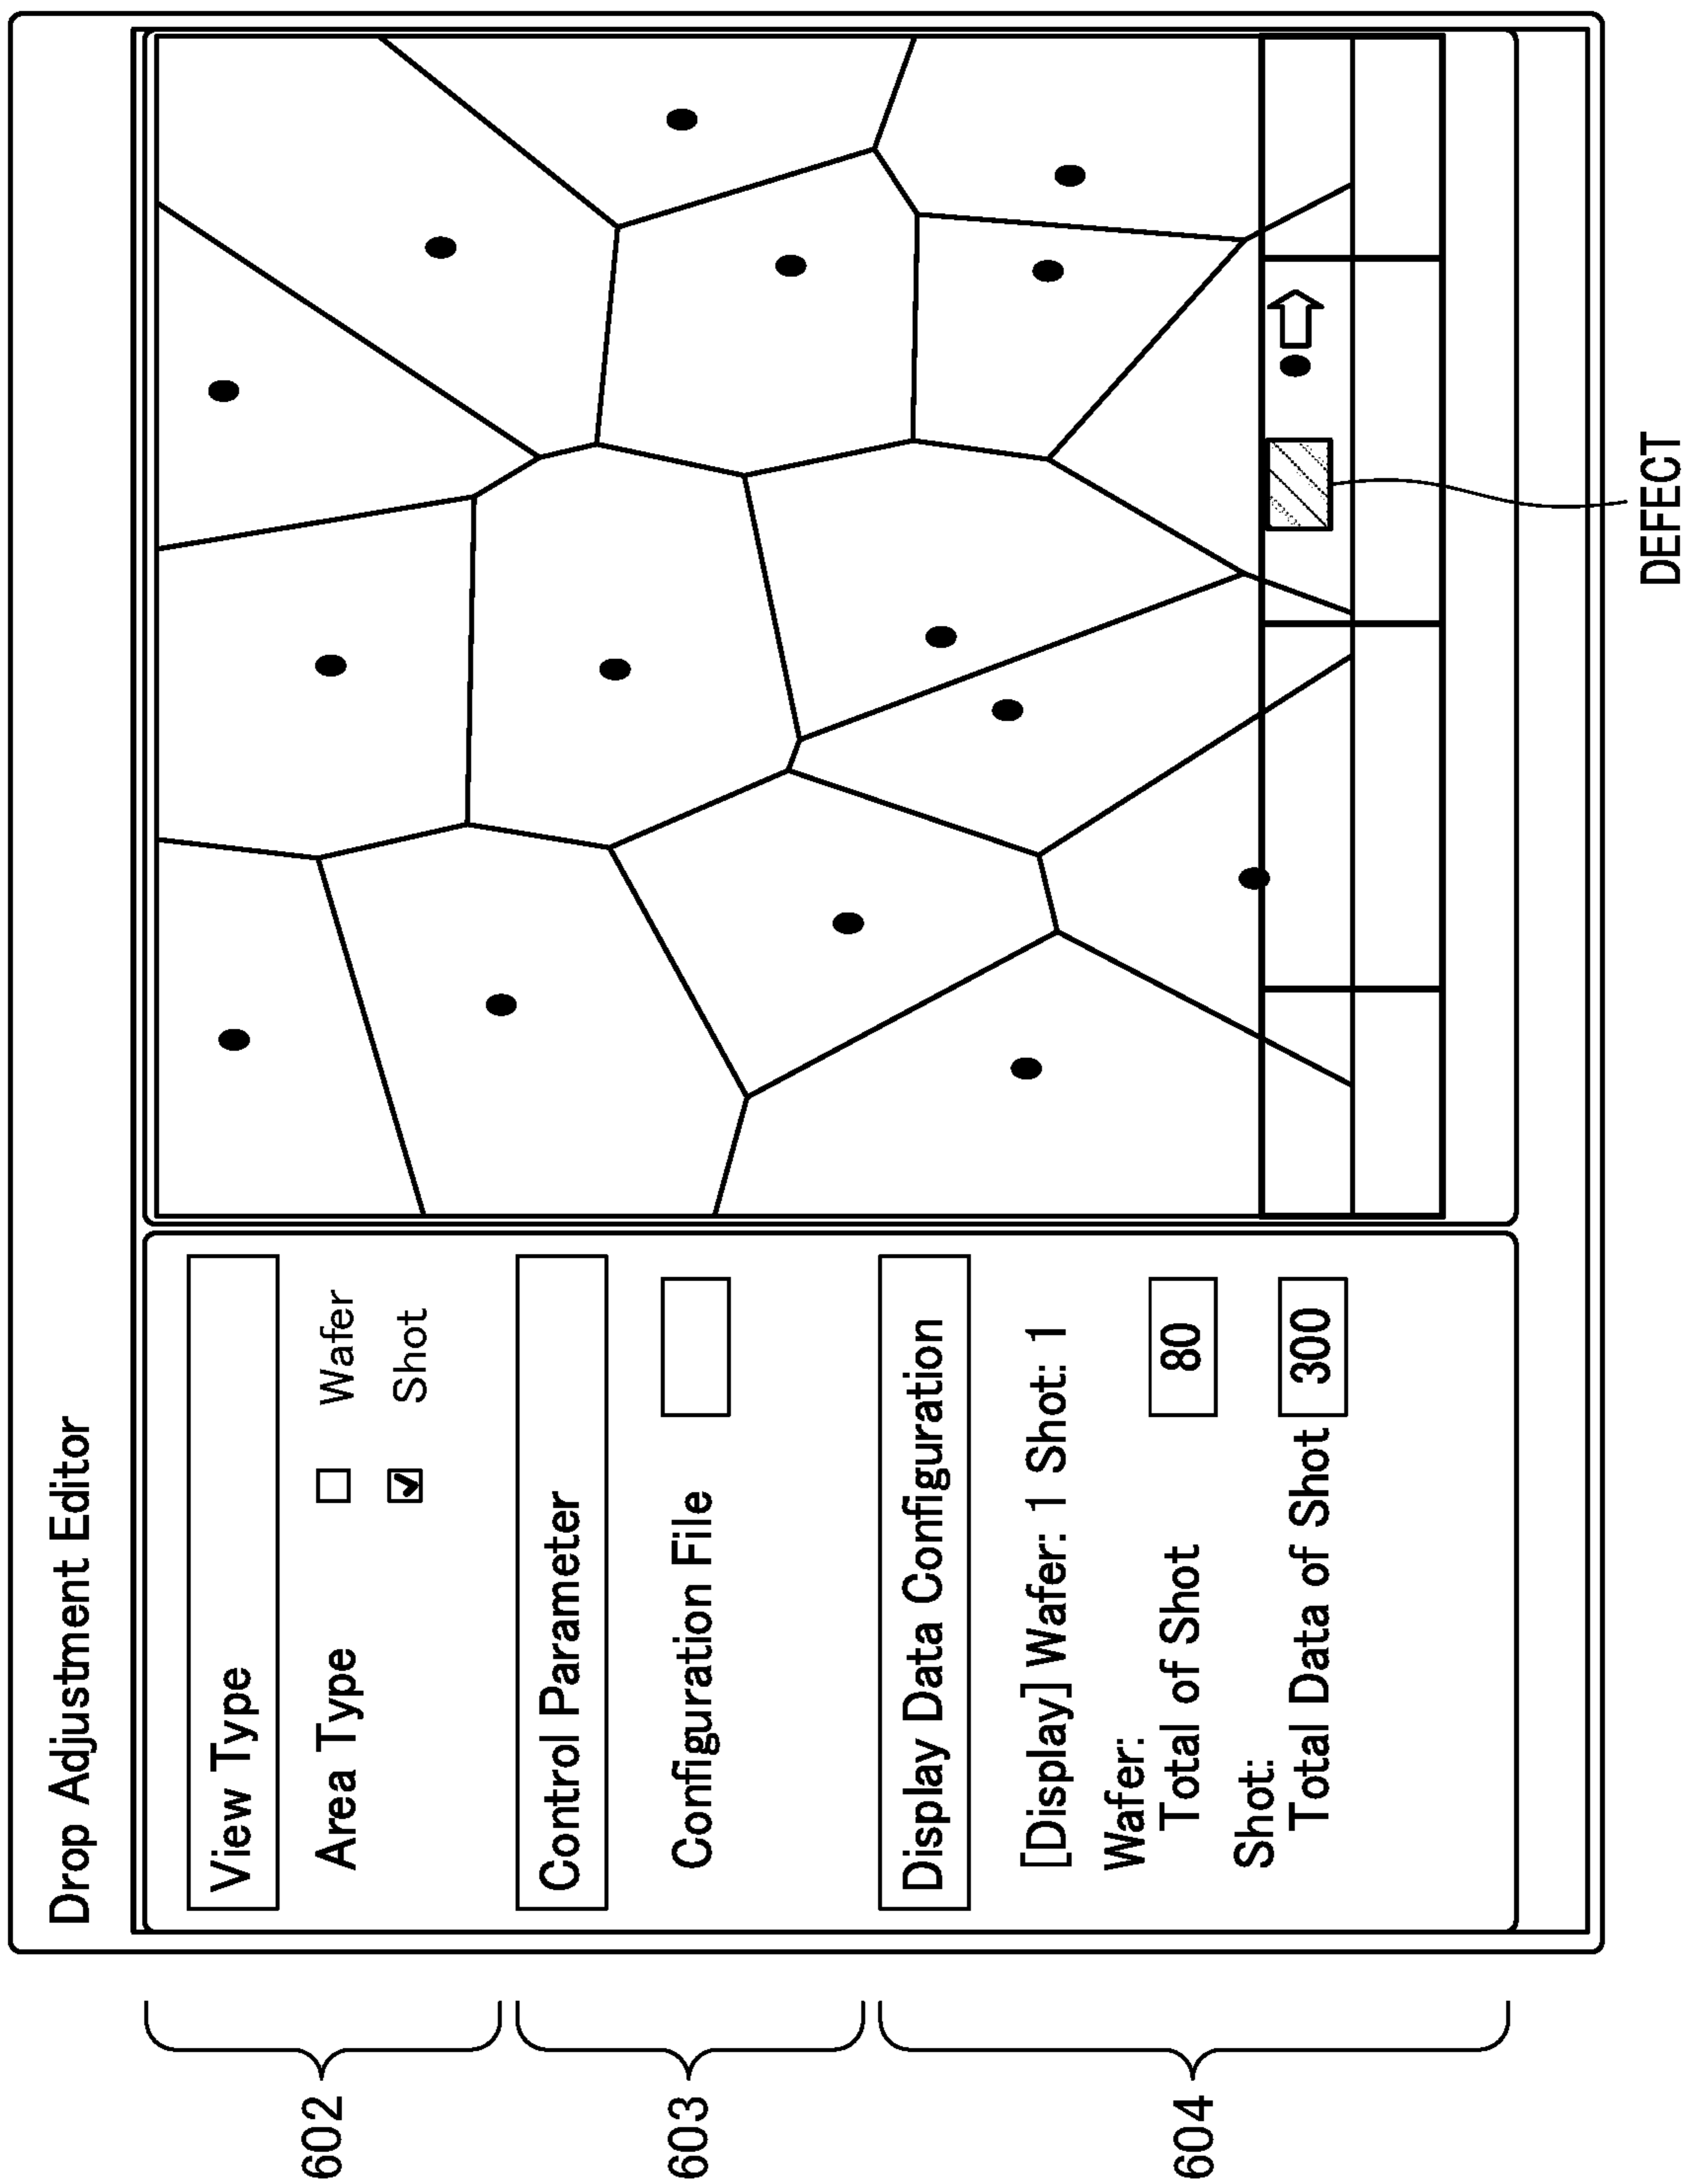 Drop Adjustment Editor
602
View Type
Area Type
Wafer
Shot
603
Control Parameter
Configuration File
604
Display Data Configuration
[Display] Wafer: 1 Shot: 1
Wafer:
Total of Shot 80
Shot:
Total Data of Shot 300
DEFECT